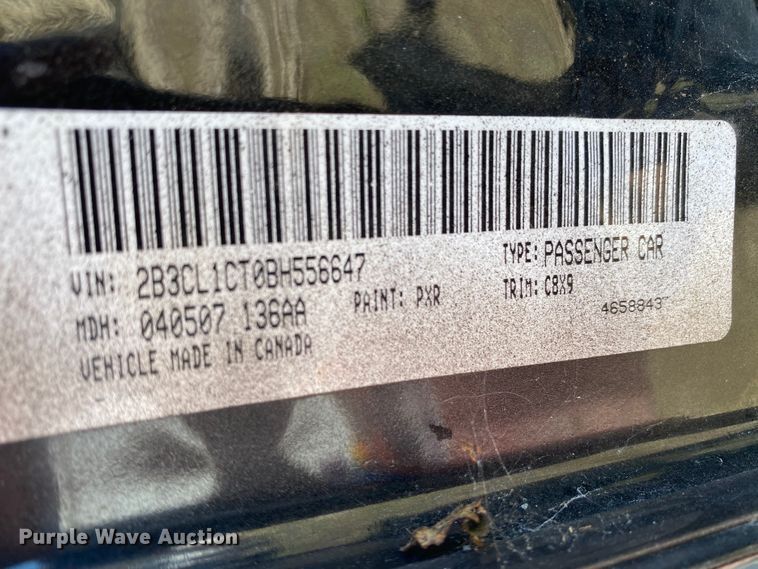 VIN: 2B3CL1CT0BH556647
TYPE: PASSENGER CAR
MDH: 040507 136AA
PAINT: PXR
TRIM: C8X9
VEHICLE MADE IN CANADA
4658843
Purple Wave Auction®